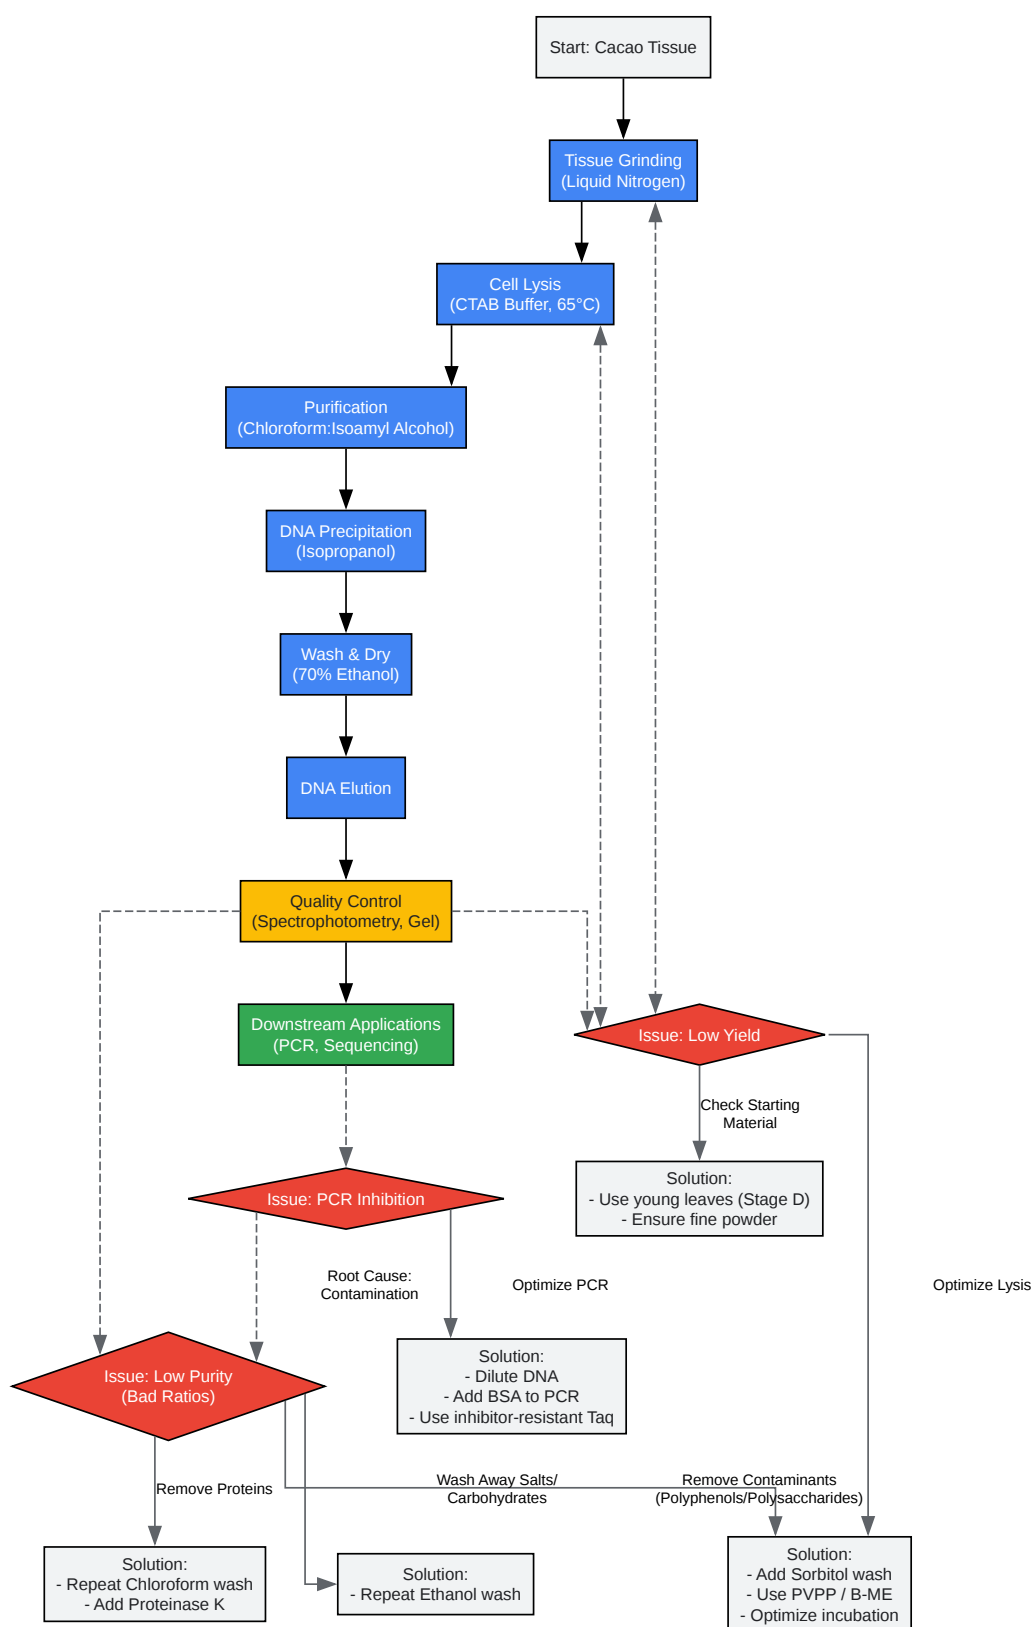 Start: Cacao Tissue
Tissue Grinding
(Liquid Nitrogen)
Cell Lysis
(CTAB Buffer, 65°C)
Purification
(Chloroform:Isoamyl Alcohol)
DNA Precipitation
(Isopropanol)
Wash & Dry
(70% Ethanol)
DNA Elution
Quality Control
(Spectrophotometry, Gel)
Downstream Applications
(PCR, Sequencing)
Issue: Low Yield
Check Starting
Material
Solution:
- Use young leaves (Stage D)
- Ensure fine powder
Issue: PCR Inhibition
Root Cause:
Contamination
Optimize PCR
Optimize Lysis
Solution:
- Dilute DNA
- Add BSA to PCR
- Use inhibitor-resistant Taq
Issue: Low Purity
(Bad Ratios)
Remove Proteins
Wash Away Salts/
Carbohydrates
Remove Contaminants
(Polyphenols/Polysaccharides)
Solution:
- Repeat Chloroform wash
- Add Proteinase K
Solution:
- Repeat Ethanol wash
Solution:
- Add Sorbitol wash
- Use PVPP / B-ME
- Optimize incubation